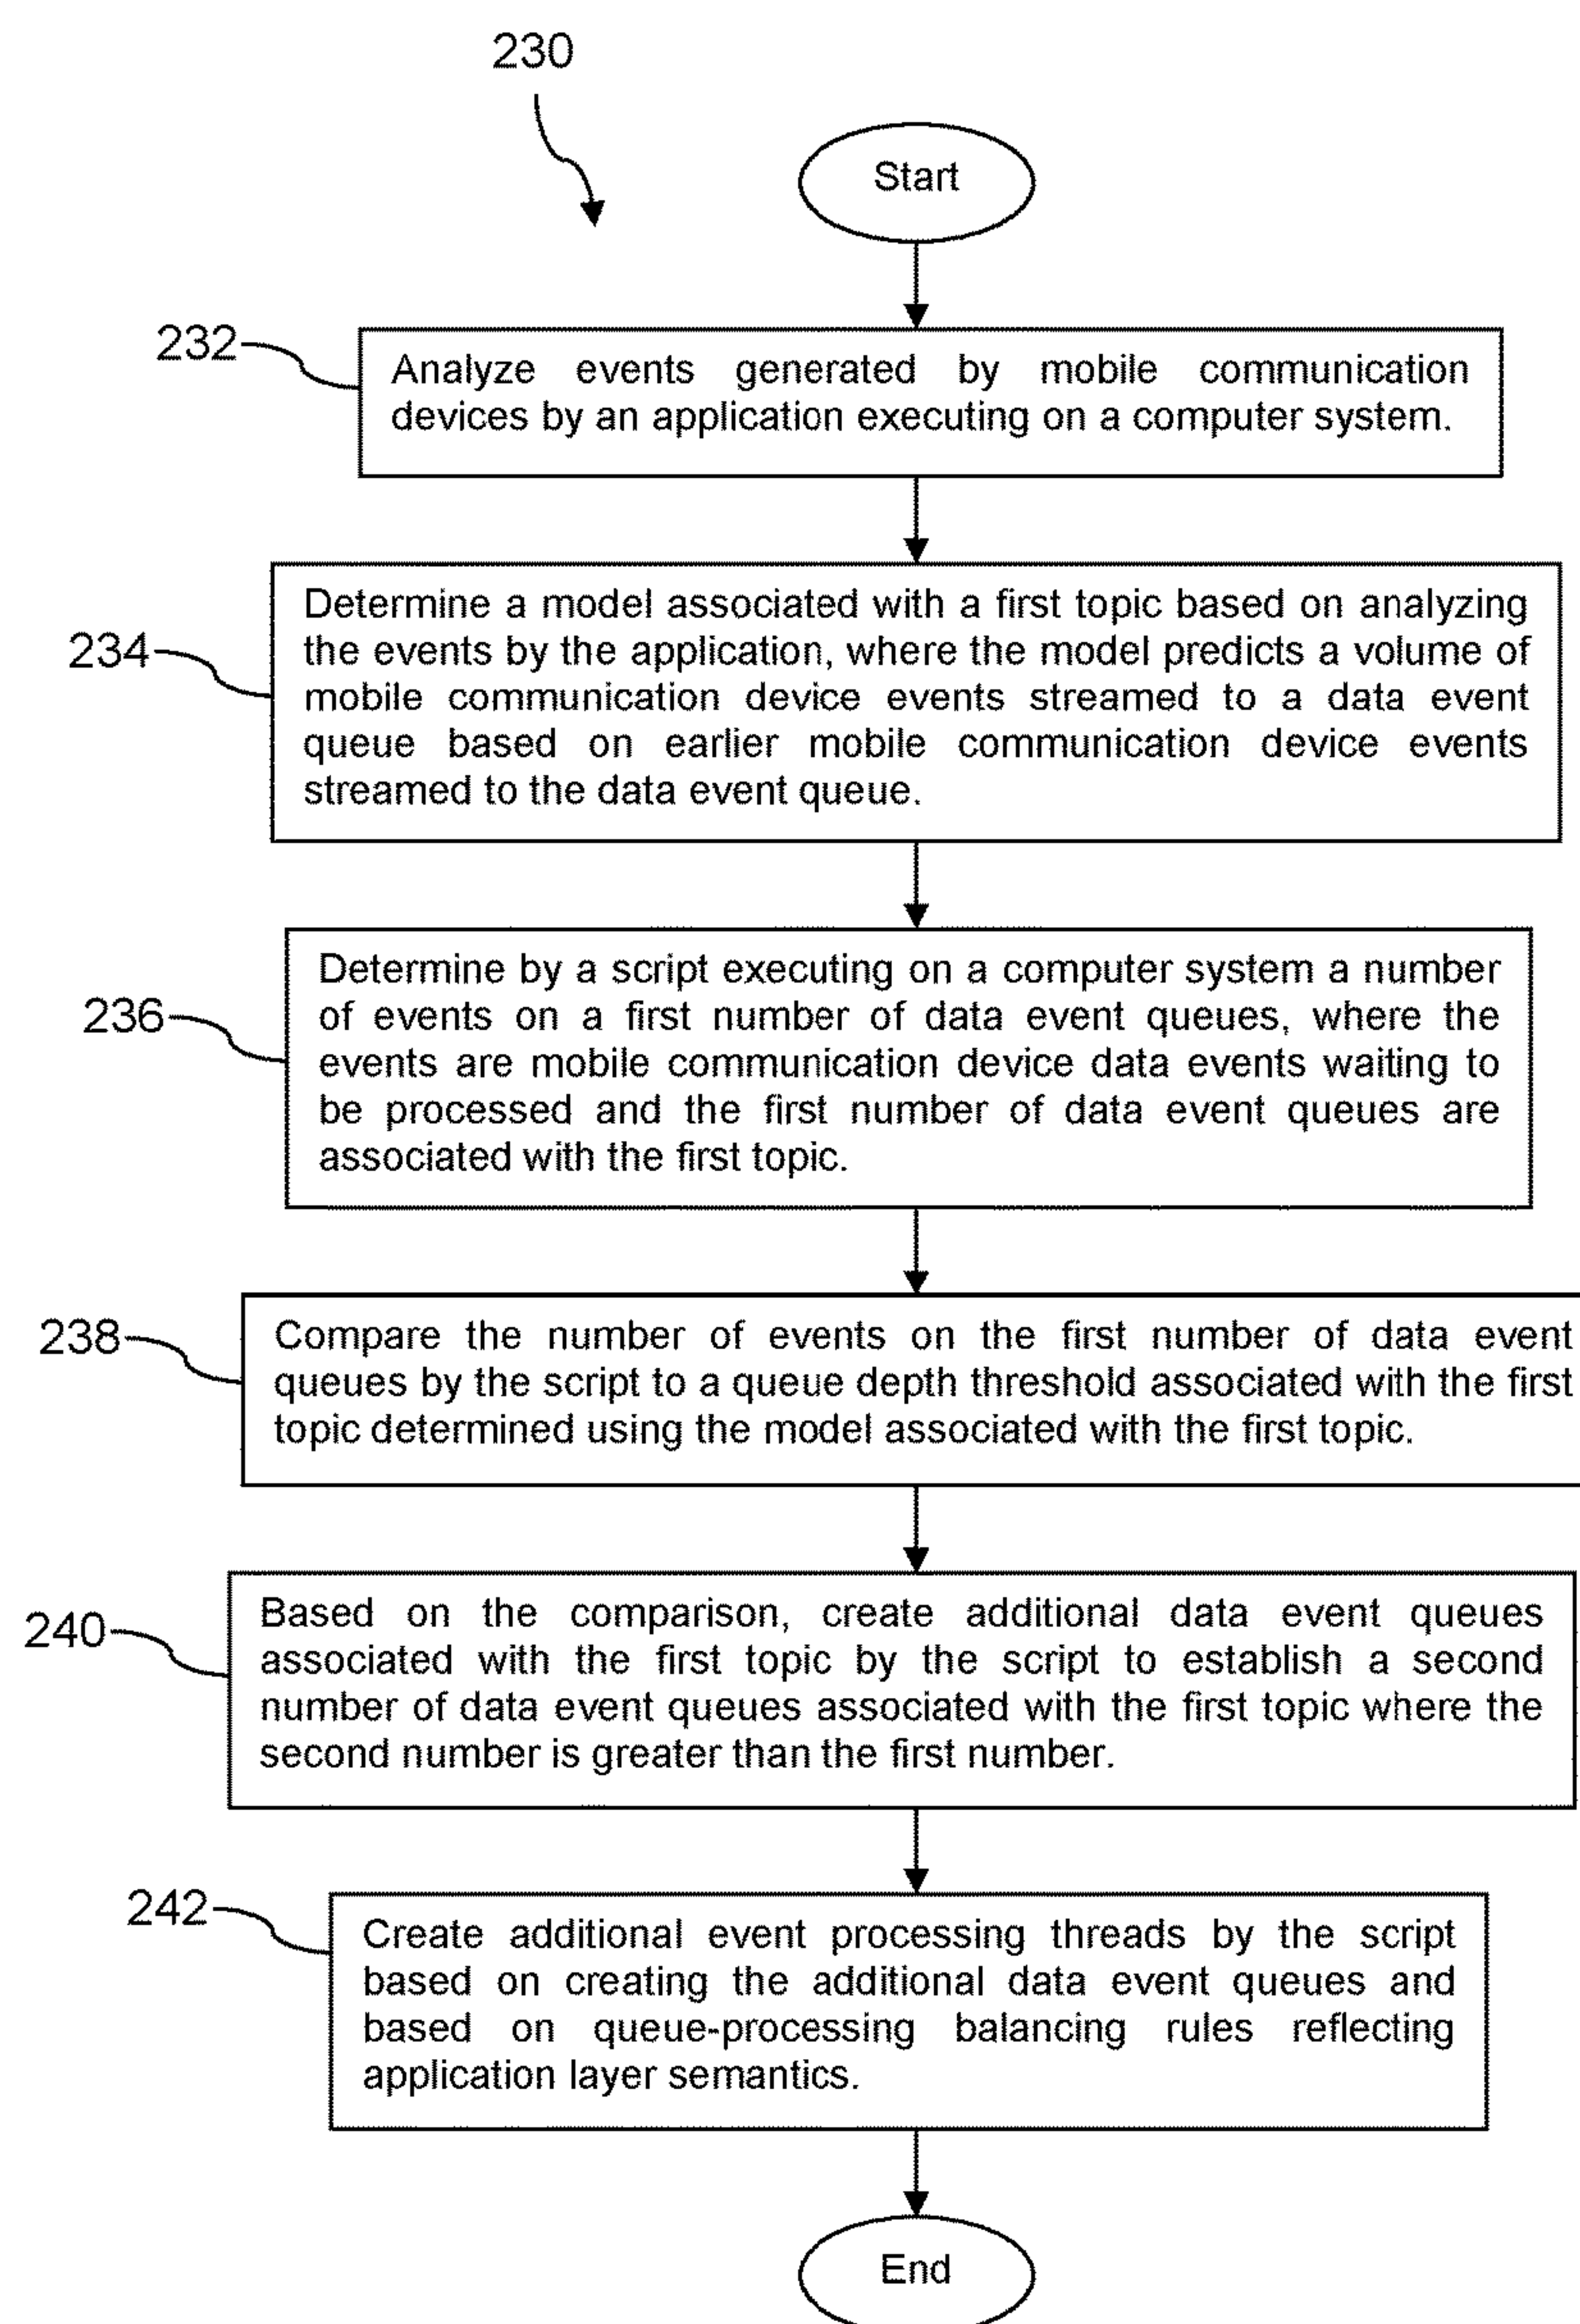 230
Start
232
Analyze events generated by mobile communication
devices by an application executing on a computer system.
234
Determine a model associated with a first topic based on analyzing
the events by the application, where the model predicts a volume of
mobile communication device events streamed to a data event
queue based on earlier mobile communication device events
streamed to the data event queue.
236
Determine by a script executing on a computer system a number
of events on a first number of data event queues, where the
events are mobile communication device data events waiting to
be processed and the first number of data event queues are
associated with the first topic.
238
Compare the number of events on the first number of data event
queues by the script to a queue depth threshold associated with the first
topic determined using the model associated with the first topic.
240
Based on the comparison, create additional data event queues
associated with the first topic by the script to establish a second
number of data event queues associated with the first topic where the
second number is greater than the first number.
242
Create additional event processing threads by the script
based on creating the additional data event queues and
based on queue-processing balancing rules reflecting
application layer semantics.
End